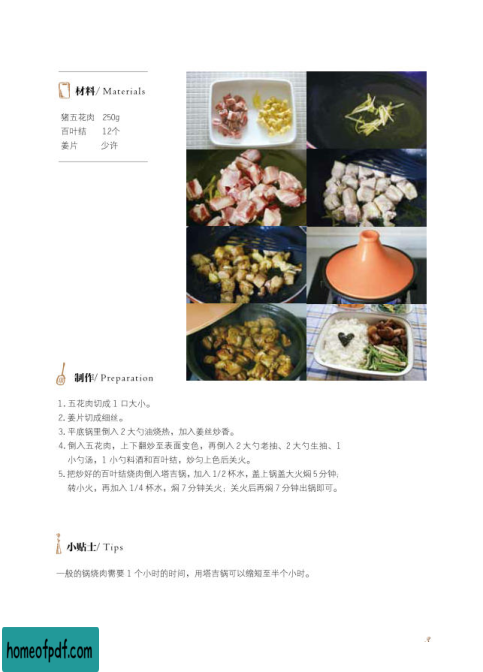 材料/ Materials
猪五花肉 250g
百叶结 12个
姜片 少许
制作/ Preparation
1. 五花肉切成 1 口大小。
2. 姜片切成细丝。
3. 平底锅里倒入 2 大勺油烧热，加入姜丝炒香。
4. 倒入五花肉，上下翻炒至表面变色，再倒入 2 大勺老抽、2 大勺生抽、1
小勺汤，1 小勺料酒和百叶结，炒匀上色后关火。
5. 把炒好的百叶结烧肉倒入塔吉锅，加入 1/2 杯水，盖上锅盖大火焖 5 分钟；
转小火，再加入 1/4 杯水，焖 7 分钟关火；关火后再焖 7 分钟出锅即可。
小贴士/ Tips
一般的锅烧肉需要 1 个小时的时间，用塔吉锅可以缩短至半个小时。
homeofpdf.com